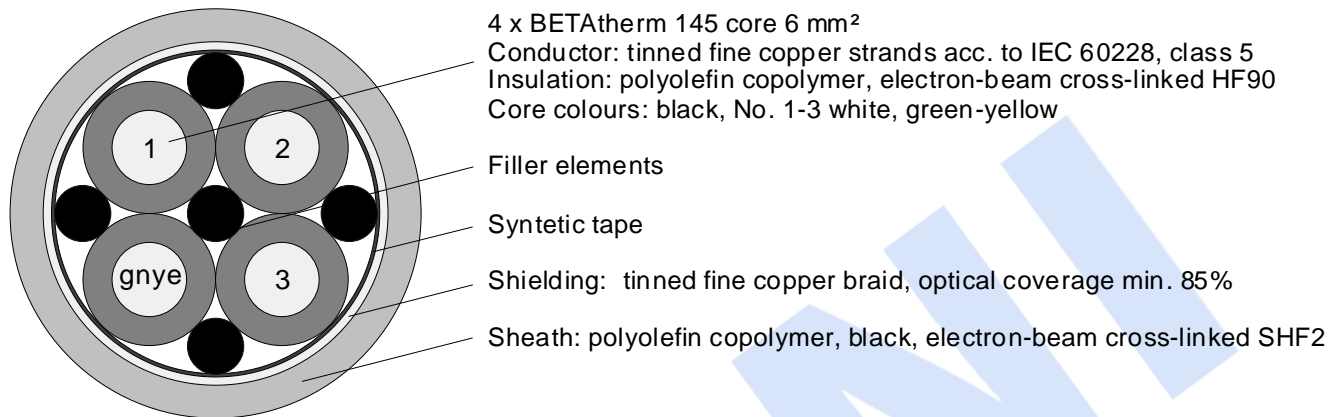 4 x BETAtherm 145 core 6 mm²
Conductor: tinned fine copper strands acc. to IEC 60228, class 5
Insulation: polyolefin copolymer, electron-beam cross-linked HF90
Core colours: black, No. 1-3 white, green-yellow
1
2
Filler elements
Syntetic tape
gnye
3
Shielding: tinned fine copper braid, optical coverage min. 85%
Sheath: polyolefin copolymer, black, electron-beam cross-linked SHF2
NI